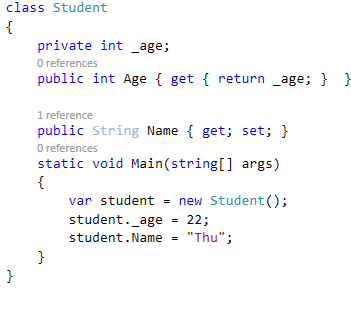 class Student
{
    private int _age;
    0 references
    public int Age { get { return _age; }  }
    1 reference
    public String Name { get; set; }
    0 references
    static void Main(string[] args)
    {
        var student = new Student();
        student._age = 22;
        student.Name = "Thu";
    }
}